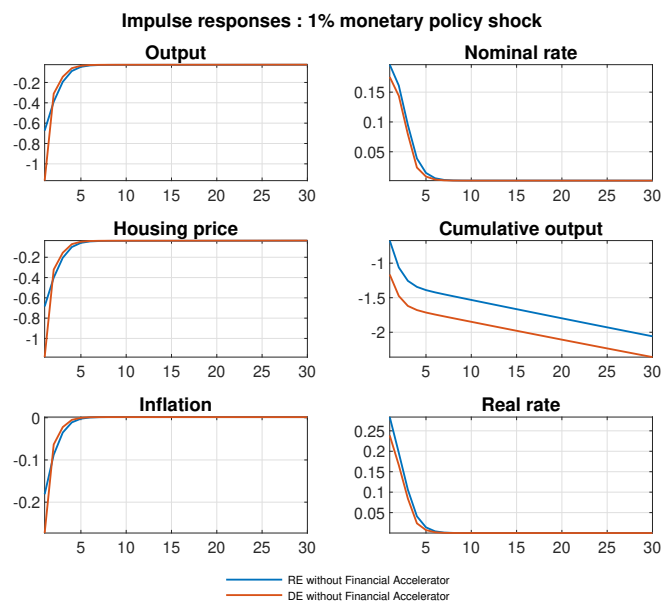 Impulse responses : 1% monetary policy shock
Output
-0.2
-0.4
-0.6
-0.8
-1
5 10 15 20 25 30
Nominal rate
0.15
0.1
0.05
5 10 15 20 25 30
Housing price
-0.2
-0.4
-0.6
-0.8
-1
5 10 15 20 25 30
Cumulative output
-1
-1.5
-2
5 10 15 20 25 30
Inflation
0
-0.1
-0.2
5 10 15 20 25 30
Real rate
0.25
0.2
0.15
0.1
0.05
5 10 15 20 25 30
RE without Financial Accelerator
DE without Financial Accelerator